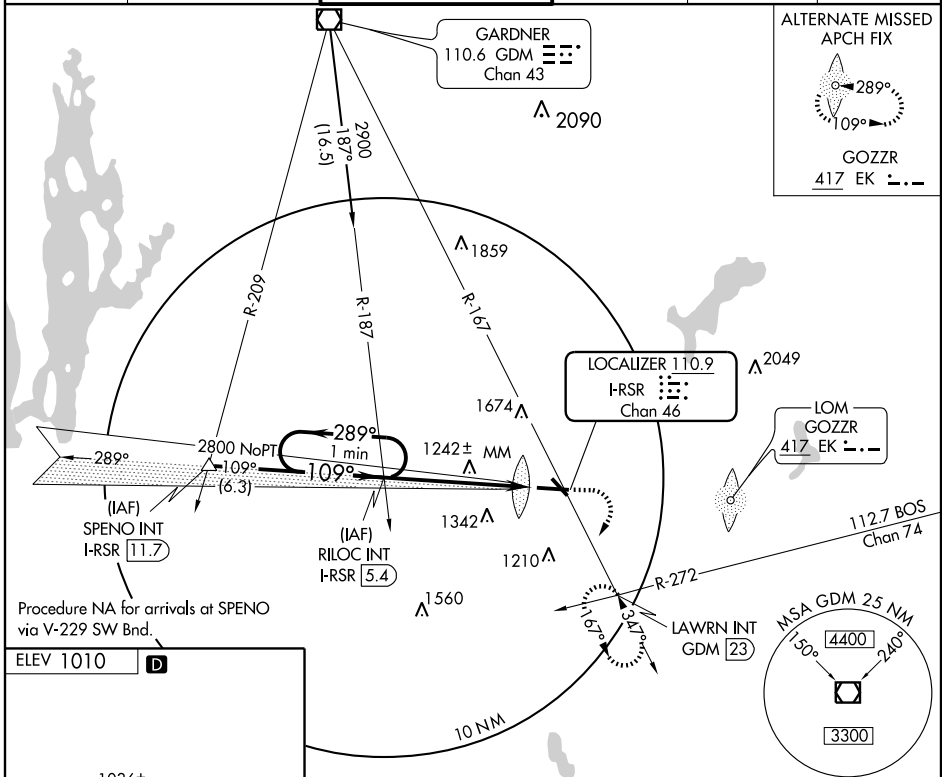 GARDNER
110.6 GDM
Chan 43
ALTERNATE MISSED
APCH FIX
289°
109°
GOZZR
417 EK
2090
2900
187°
(16.5)
1859
R-209
R-187
R-167
LOCALIZER 110.9
I-RSR
Chan 46
2049
1674
LOM
GOZZR
417 EK
289°
2800 NoPT
109°
(6.3)
289°
1 min
109°
1242± MM
(IAF)
SPENO INT
I-RSR 11.7
(IAF)
RILOC INT
I-RSR 5.4
1342
1210
112.7 BOS
Chan 74
R-272
1560
167°
347°
LAWRN INT
GDM 23
Procedure NA for arrivals at SPENO
via V-229 SW Bnd.
MSA GDM 25 NM
150°
4400
240°
3300
ELEV 1010 D
10 NM